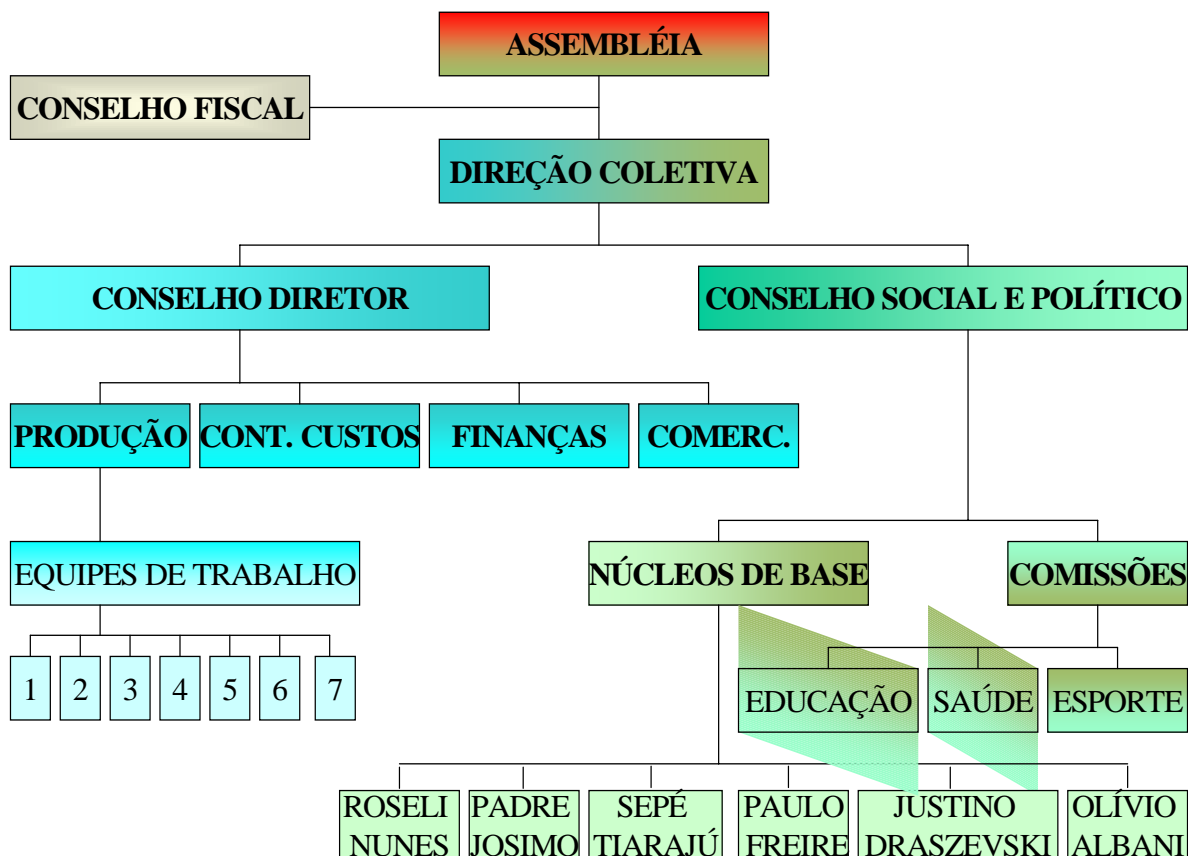 ASSEMBLÉIA
CONSELHO FISCAL
DIREÇÃO COLETIVA
CONSELHO DIRETOR
CONSELHO SOCIAL E POLÍTICO
PRODUÇÃO
CONT. CUSTOS
FINANÇAS
COMERC.
EQUIPES DE TRABALHO
NÚCLEOS DE BASE
COMISSÕES
1
2
3
4
5
6
7
EDUCAÇÃO
SAÚDE
ESPORTE
ROSELI
NUNES
PADRE
JOSIMO
SEPÉ
TIARAJÚ
PAULO
FREIRE
JUSTINO
DRASZEVSKI
OLÍVIO
ALBANI